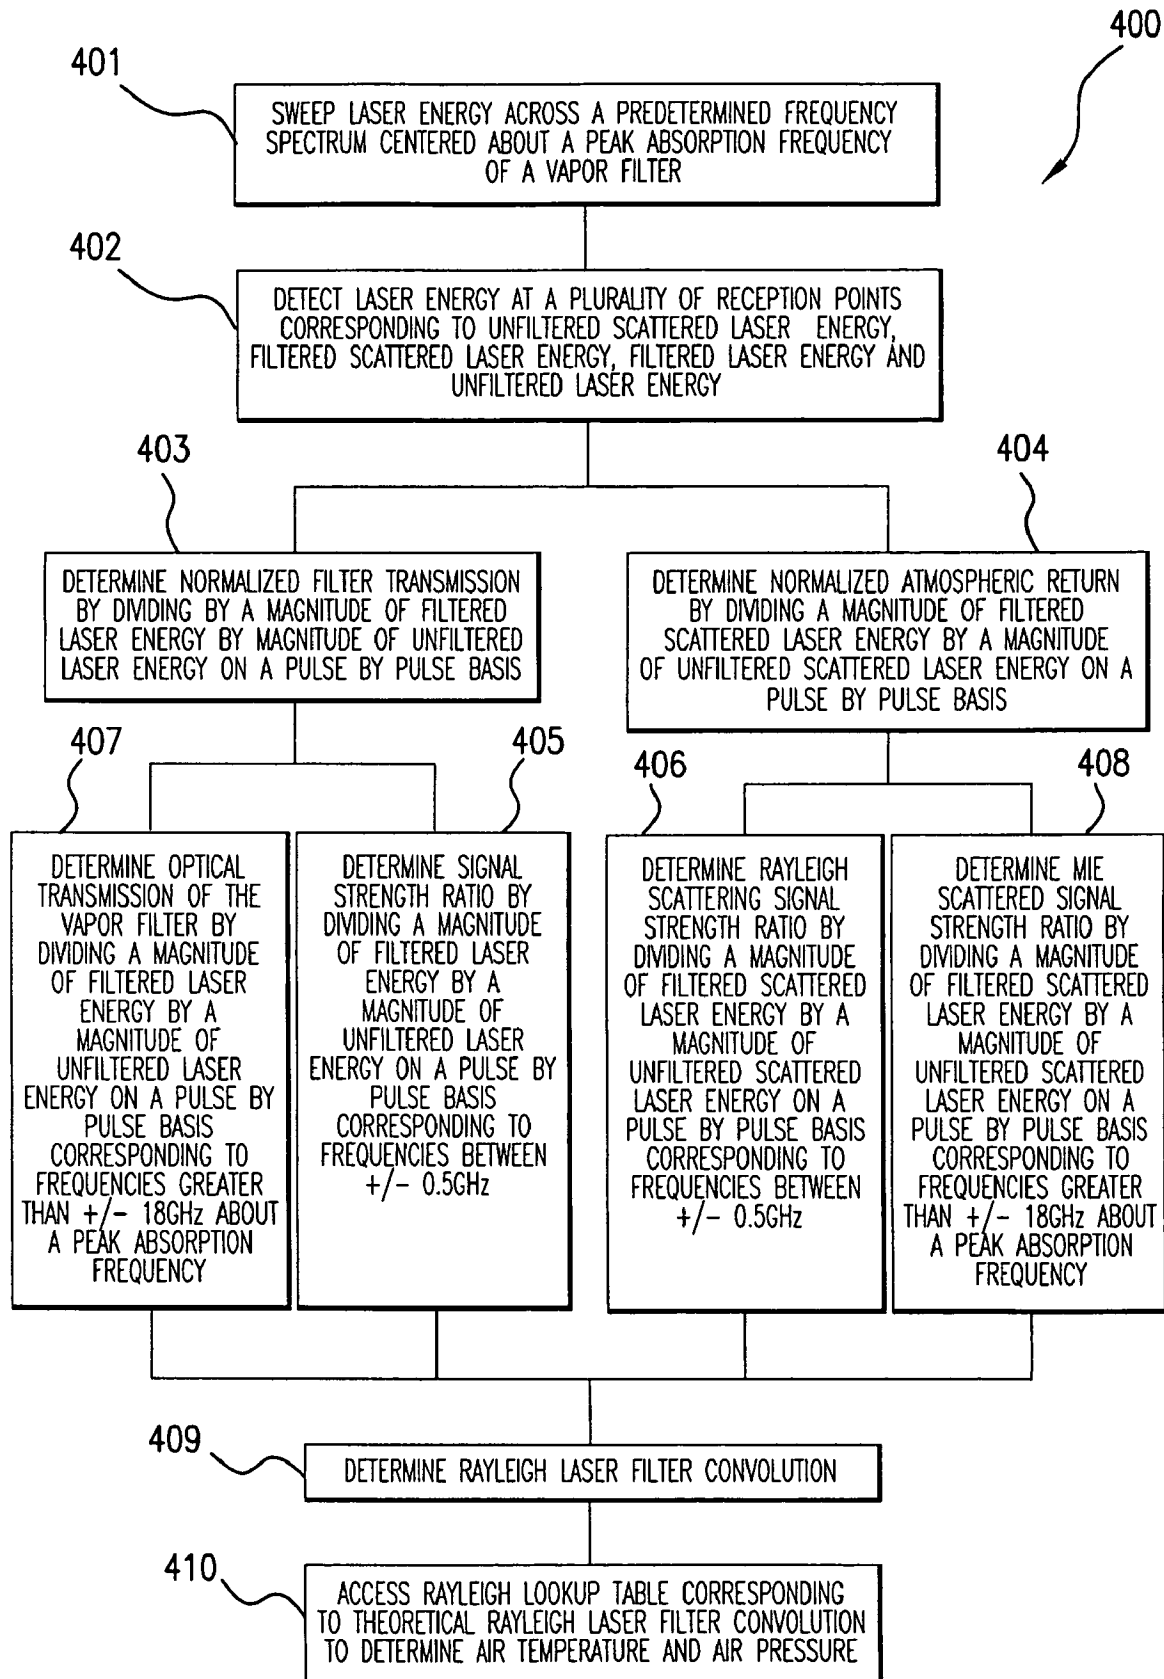 400
401
SWEEP LASER ENERGY ACROSS A PREDETERMINED FREQUENCY
SPECTRUM CENTERED ABOUT A PEAK ABSORPTION FREQUENCY
OF A VAPOR FILTER
402
DETECT LASER ENERGY AT A PLURALITY OF RECEPTION POINTS
CORRESPONDING TO UNFILTERED SCATTERED LASER ENERGY,
FILTERED SCATTERED LASER ENERGY, FILTERED LASER ENERGY AND
UNFILTERED LASER ENERGY
403
DETERMINE NORMALIZED FILTER TRANSMISSION
BY DIVIDING BY A MAGNITUDE OF FILTERED
LASER ENERGY BY MAGNITUDE OF UNFILTERED
LASER ENERGY ON A PULSE BY PULSE BASIS
404
DETERMINE NORMALIZED ATMOSPHERIC RETURN
BY DIVIDING A MAGNITUDE OF FILTERED
SCATTERED LASER ENERGY BY A MAGNITUDE
OF UNFILTERED SCATTERED LASER ENERGY ON A
PULSE BY PULSE BASIS
407
DETERMINE OPTICAL
TRANSMISSION OF THE
VAPOR FILTER BY
DIVIDING A MAGNITUDE
OF FILTERED LASER
ENERGY BY A
MAGNITUDE OF
UNFILTERED LASER
ENERGY ON A PULSE BY
PULSE BASIS
CORRESPONDING TO
FREQUENCIES GREATER
THAN +/- 18GHz ABOUT
A PEAK ABSORPTION
FREQUENCY
405
DETERMINE SIGNAL
STRENGTH RATIO BY
DIVIDING A MAGNITUDE
OF FILTERED LASER
ENERGY BY A
MAGNITUDE OF
UNFILTERED LASER
ENERGY ON A PULSE BY
PULSE BASIS
CORRESPONDING TO
FREQUENCIES BETWEEN
+/- 0.5GHz
406
DETERMINE RAYLEIGH
SCATTERING SIGNAL
STRENGTH RATIO BY
DIVIDING A MAGNITUDE
OF FILTERED SCATTERED
LASER ENERGY BY A
MAGNITUDE OF
UNFILTERED SCATTERED
LASER ENERGY ON A
PULSE BY PULSE BASIS
CORRESPONDING TO
FREQUENCIES BETWEEN
+/- 0.5GHz
408
DETERMINE MIE
SCATTERED SIGNAL
STRENGTH RATIO BY
DIVIDING A MAGNITUDE
OF FILTERED SCATTERED
LASER ENERGY BY A
MAGNITUDE OF
UNFILTERED SCATTERED
LASER ENERGY ON A
PULSE BY PULSE BASIS
CORRESPONDING TO
FREQUENCIES GREATER
THAN +/- 18GHz ABOUT
A PEAK ABSORPTION
FREQUENCY
409
DETERMINE RAYLEIGH LASER FILTER CONVOLUTION
410
ACCESS RAYLEIGH LOOKUP TABLE CORRESPONDING
TO THEORETICAL RAYLEIGH LASER FILTER CONVOLUTION
TO DETERMINE AIR TEMPERATURE AND AIR PRESSURE